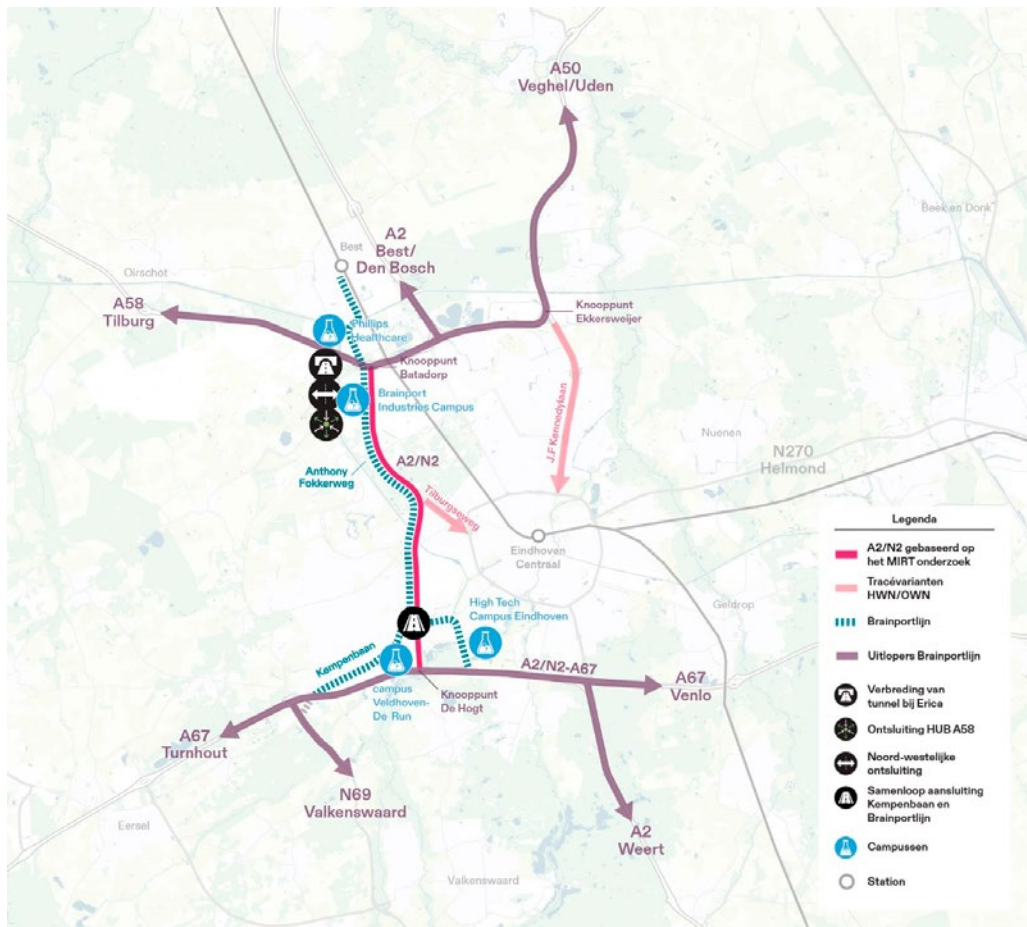 A50
Veghel/Uden
Beek en Donk
A2
Best/
Den Bosch
Best
Oirschot
A58
Tilburg
Knooppunt
Ekkersweijer
Phillips
Healthcare
Knooppunt
Batadorp
Brainport
Industries Campus
J.F Kennedylaan
Nuenen
N270
Helmond
A2/N2
Anthony
Fokkerweg
Tilburgseweg
Eindhoven
Centraal
Geldrop
High Tech
Campus Eindhoven
Kempenbaan
A2/N2-A67
A67
Venlo
campus
Veldhoven-
De Run
Knooppunt
De Hogt
A67
Turnhout
N69
Valkenswaard
A2
Weert
Eersel
Valkenswaard
Legenda
A2/N2 gebaseerd op
het MIRT onderzoek
Tracévarianten
HWN/OWN
Brainportlijn
Uitlopers Brainportlijn
Verbreding van
tunnel bij Erica
Ontsluiting HUB A58
Noord-westelijke
ontsluiting
Samenloop aansluiting
Kempenbaan en
Brainportlijn
Campussen
Station